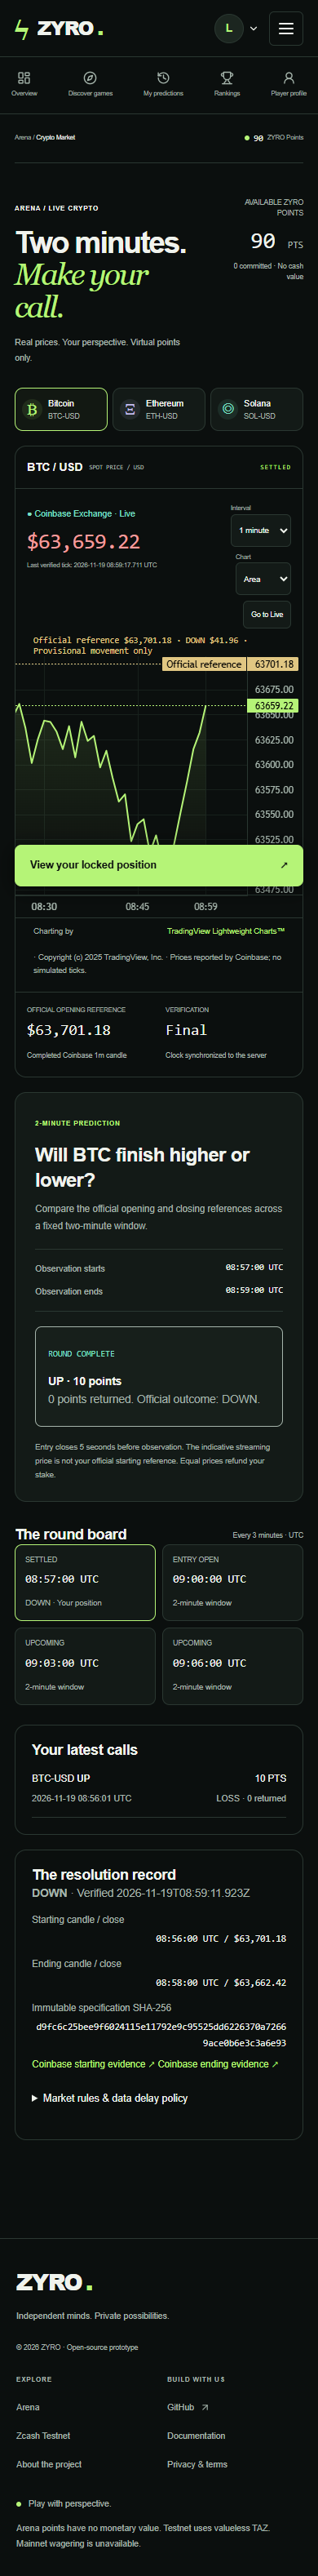 ZYRO.
L
Overview
Discover games
My predictions
Rankings
Player profile
Arena / Crypto Market
90 ZYRO Points
ARENA / LIVE CRYPTO
Two minutes.
Make your
call.
Real prices. Your perspective. Virtual points
only.
AVAILABLE ZYRO
POINTS
90 PTS
0 committed · No cash
value
Bitcoin
BTC-USD
Ethereum
ETH-USD
Solana
SOL-USD
BTC / USD SPOT PRICE / USD
SETTLED
Coinbase Exchange · Live
$63,659.22
Last verified tick: 2026-11-19 08:59:17.711 UTC
Interval
1 minute
Chart
Area
Go to Live
Official reference $63,701.18 · DOWN $41.96 ·
Provisional movement only
Official reference 63701.18
63675.00
63659.22
63650.00
63625.00
63600.00
63575.00
63550.00
63525.00
View your locked position ↗
63475.00
08:30 08:45 08:59
Charting by TradingView Lightweight Charts™
· Copyright (c) 2025 TradingView, Inc. · Prices reported by Coinbase; no
simulated ticks.
OFFICIAL OPENING REFERENCE
$63,701.18
Completed Coinbase 1m candle
VERIFICATION
Final
Clock synchronized to the server
2-MINUTE PREDICTION
Will BTC finish higher or
lower?
Compare the official opening and closing references across
a fixed two-minute window.
Observation starts 08:57:00 UTC
Observation ends 08:59:00 UTC
ROUND COMPLETE
UP · 10 points
0 points returned. Official outcome: DOWN.
Entry closes 5 seconds before observation. The indicative streaming
price is not your official starting reference. Equal prices refund your
stake.
The round board
Every 3 minutes · UTC
SETTLED
08:57:00 UTC
DOWN · Your position
ENTRY OPEN
09:00:00 UTC
2-minute window
UPCOMING
09:03:00 UTC
2-minute window
UPCOMING
09:06:00 UTC
2-minute window
Your latest calls
BTC-USD UP 10 PTS
2026-11-19 08:56:01 UTC LOSS · 0 returned
The resolution record
DOWN · Verified 2026-11-19T08:59:11.923Z
Starting candle / close
08:56:00 UTC / $63,701.18
Ending candle / close
08:58:00 UTC / $63,662.42
Immutable specification SHA-256
d9fc6c25bee9f6024115e11792e9c95525dd6226370a7266
9ace0b6e3c3a6e93
Coinbase starting evidence ↗ Coinbase ending evidence ↗
▶ Market rules & data delay policy
ZYRO.
Independent minds. Private possibilities.
© 2026 ZYRO · Open-source prototype
EXPLORE
Arena
Zcash Testnet
About the project
BUILD WITH US
GitHub ↗
Documentation
Privacy & terms
Play with perspective.
Arena points have no monetary value. Testnet uses valueless TAZ.
Mainnet wagering is unavailable.